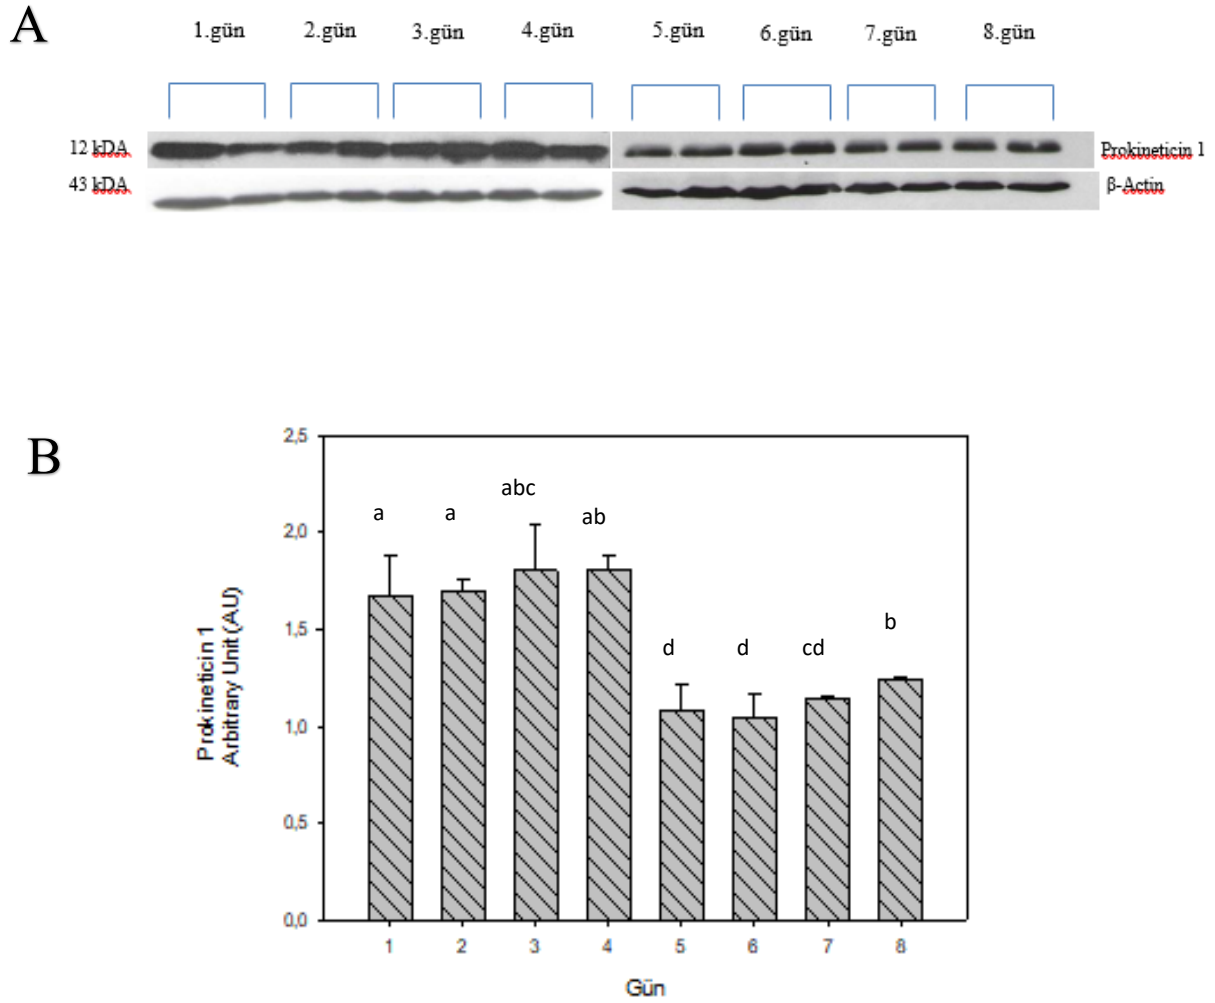 A
1.gün 2.gün 3.gün 4.gün 5.gün 6.gün 7.gün 8.gün
12 kDA Prokineticin 1
43 kDA β-Actin
B
2,5
abc
a a ab
2,0
1,5
b
d d cd
1,0
0,5
0,0
Prokineticin 1
Arbitrary Unit (AU)
1 2 3 4 5 6 7 8
Gün